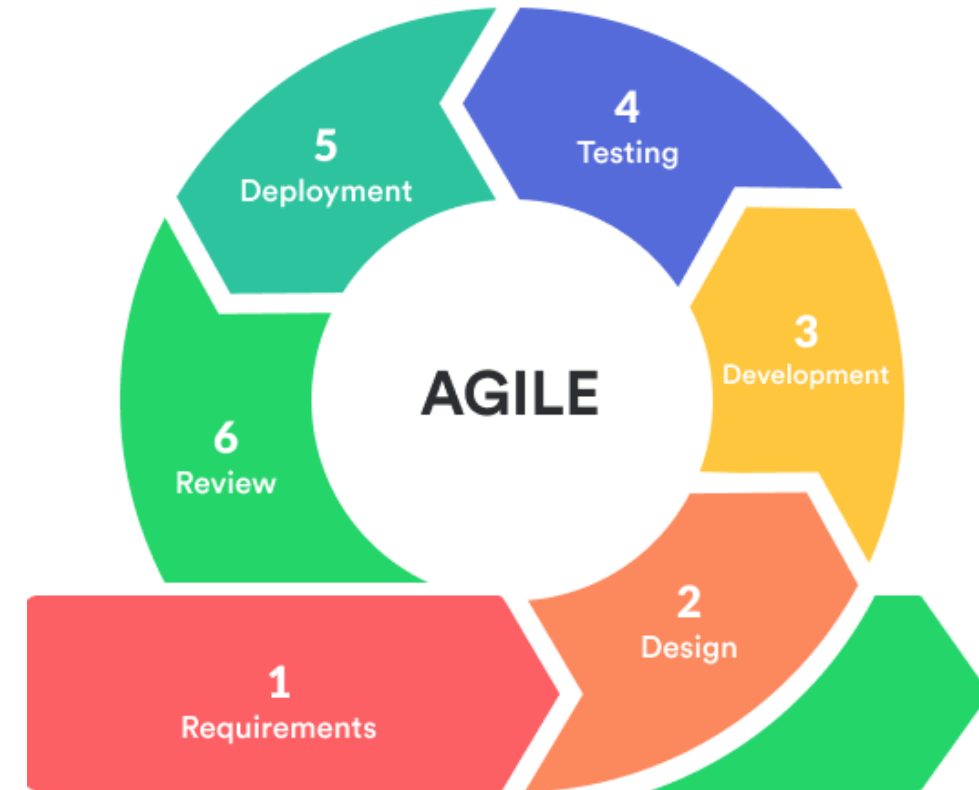 AGILE
1
Requirements
2
Design
3
Development
4
Testing
5
Deployment
6
Review